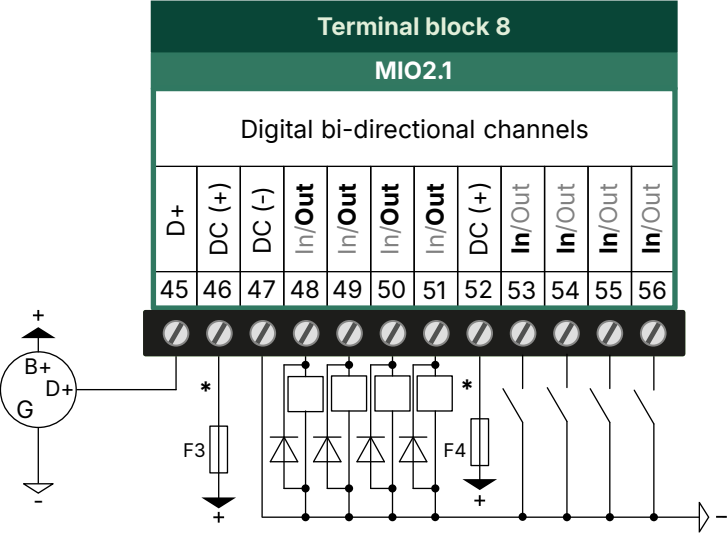 Terminal block 8
MIO2.1
Digital bi-directional channels
D+ DC (+) DC (-) In/Out In/Out In/Out In/Out DC (+) In/Out In/Out In/Out In/Out
45 46 47 48 49 50 51 52 53 54 55 56
+
B+
D+
G
-
*
F3
+
*
F4
+
-